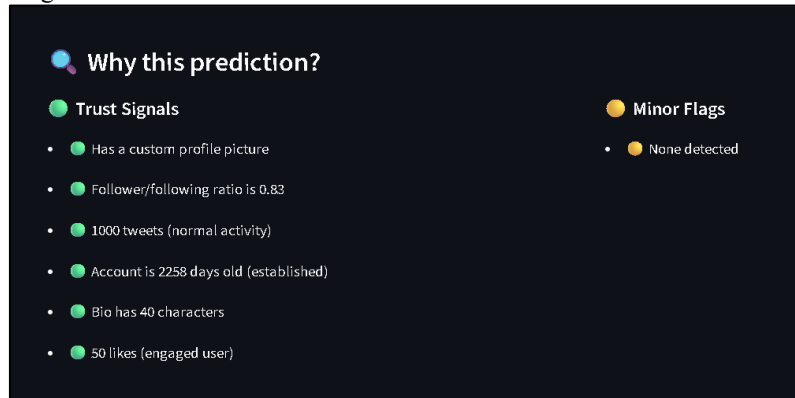 Why this prediction?
Trust Signals
• Has a custom profile picture
• Follower/following ratio is 0.83
• 1000 tweets (normal activity)
• Account is 2258 days old (established)
• Bio has 40 characters
• 50 likes (engaged user)
Minor Flags
• None detected